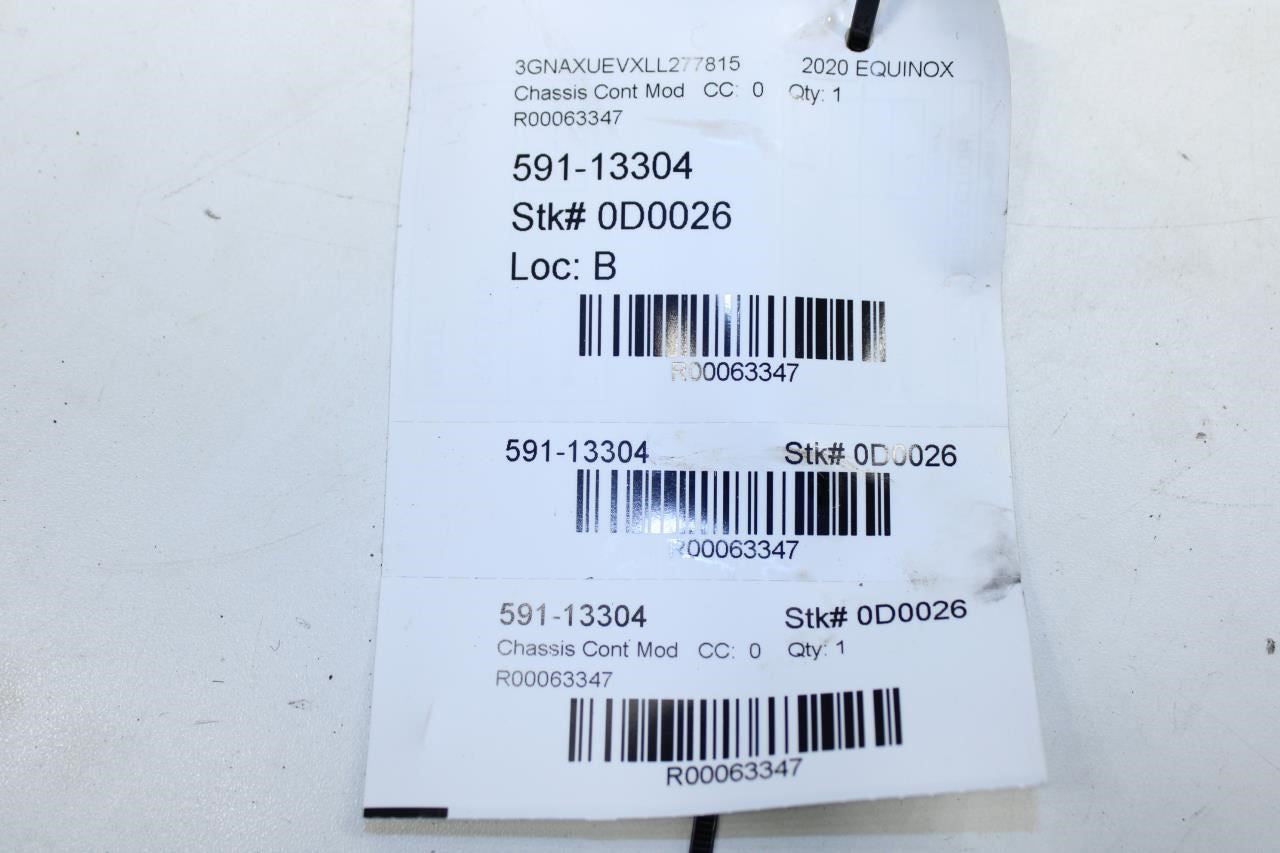 3GNAXUEVXLL277815 2020 EQUINOX
Chassis Cont Mod CC: 0 Qty: 1
R00063347
591-13304
Stk# 0D0026
Loc: B
R00063347
591-13304 Stk# 0D0026
R00063347
591-13304 Stk# 0D0026
Chassis Cont Mod CC: 0 Qty: 1
R00063347
R00063347